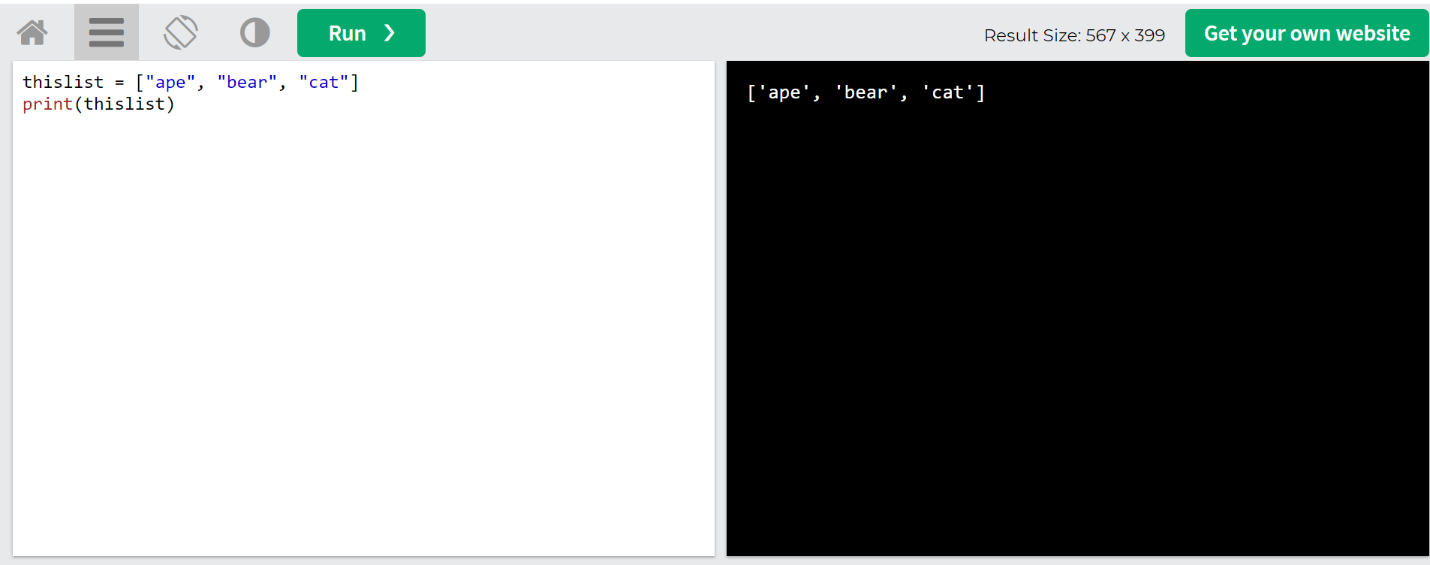 Run ❯
Result Size: 567 x 399
Get your own website
thislist = ["ape", "bear", "cat"]
print(thislist)
['ape', 'bear', 'cat']